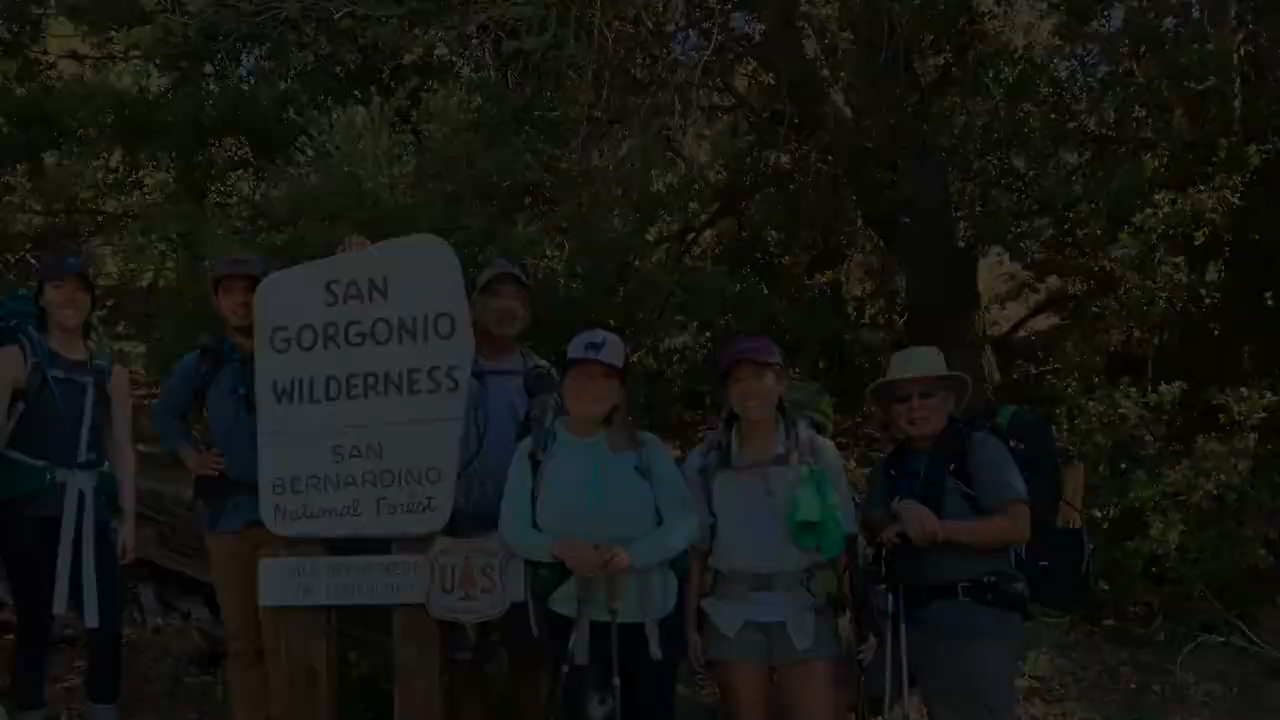 SAN
GORGONIO
WILDERNESS
SAN
BERNARDINO
National Forest
U S